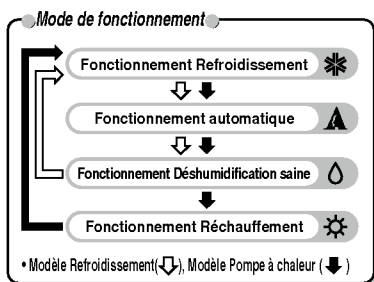 Mode de fonctionnement
Fonctionnement Refroidissement
Fonctionnement automatique
Fonctionnement Déshumidification saine
Fonctionnement Réchauffement
• Modèle Refroidissement(), Modèle Pompe à chaleur ( )